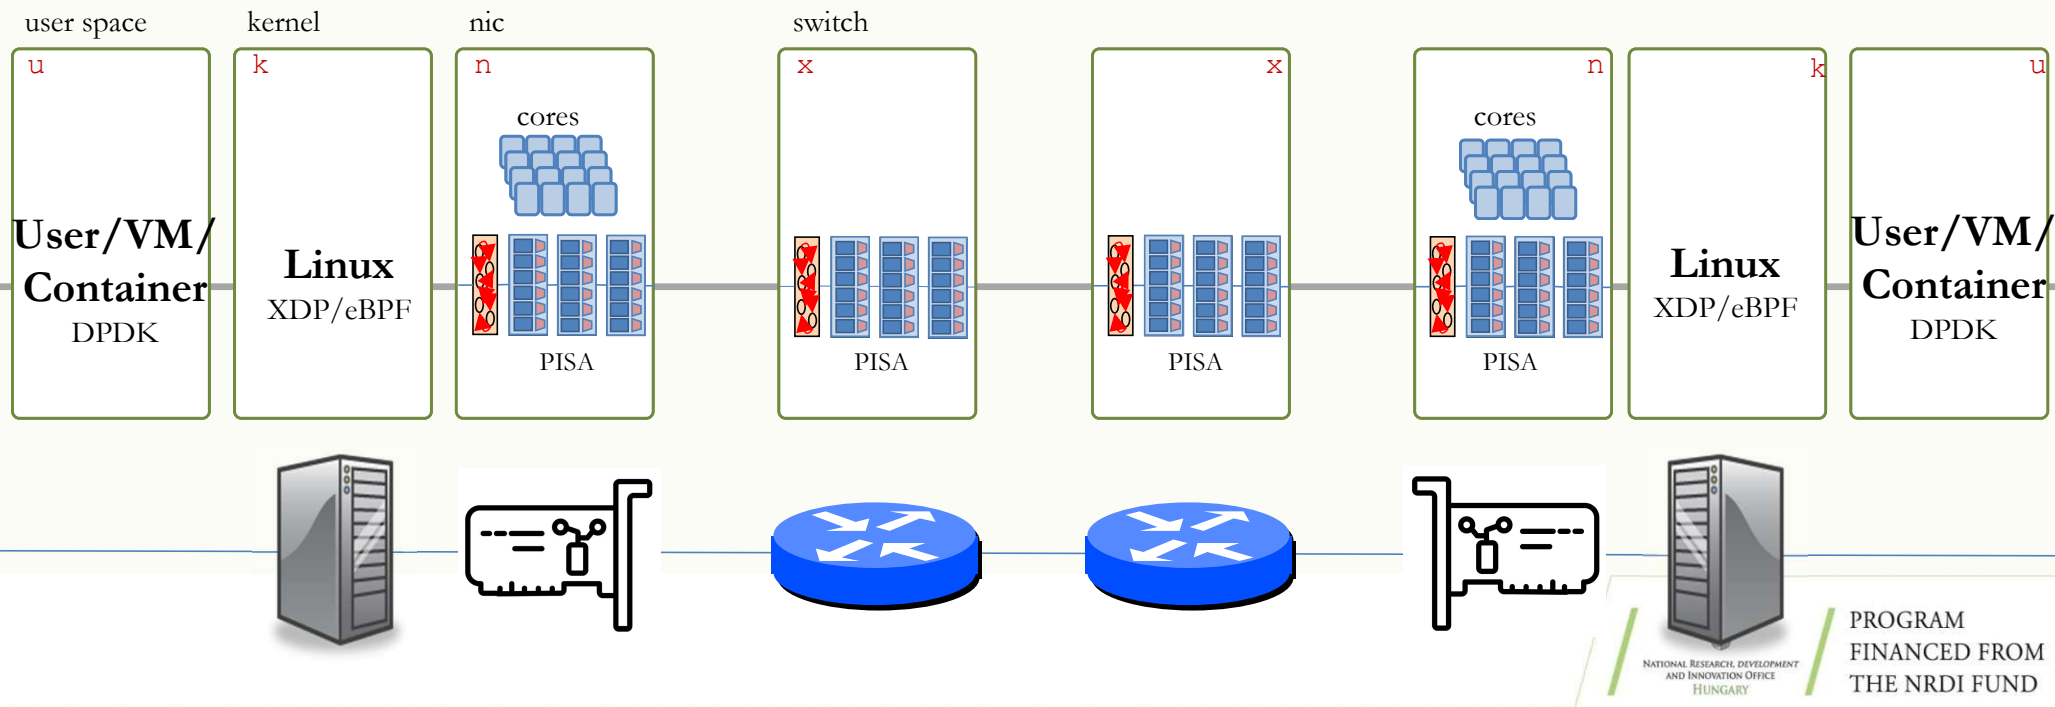 user space
kernel
nic
switch
u
k
n
x
x
n
k
u
cores
cores
User/VM/
Container
DPDK
Linux
XDP/eBPF
PISA
PISA
PISA
PISA
Linux
XDP/eBPF
User/VM/
Container
DPDK
NATIONAL RESEARCH, DEVELOPMENT
AND INNOVATION OFFICE
HUNGARY
PROGRAM
FINANCED FROM
THE NRDI FUND